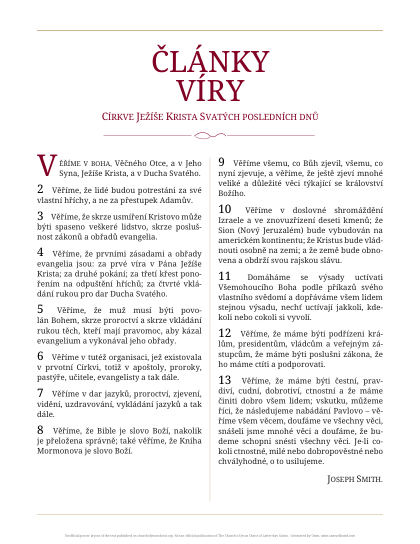 ČLÁNKY
VÍRY
Církve Ježíše Krista Svatých posledních dnů
Věříme v Boha, Věčného Otce, a v Jeho
Syna, Ježíše Krista, a v Ducha Svatého.
2 Věříme, že lidé budou potrestáni za své
vlastní hříchy, a ne za přestupek Adamův.
3 Věříme, že skrze usmíření Kristovo může
býti spaseno veškeré lidstvo, skrze posluš-
nost zákonů a obřadů evangelia.
4 Věříme, že prvními zásadami a obřady
evangelia jsou: za prvé víra v Pána Ježíše
Krista; za druhé pokání; za třetí křest pono-
řením na odpuštění hříchů; za čtvrté vklá-
dání rukou pro dar Ducha Svatého.
5 Věříme, že muž musí býti povo-
lán Bohem, skrze proroctví a skrze vkládání
rukou těch, kteří mají pravomoc, aby kázal
evangelium a vykonával jeho obřady.
6 Věříme v tutéž organisaci, jež existovala
v prvotní Církvi, totiž v apoštoly, proroky,
pastýře, učitele, evangelisty a tak dále.
7 Věříme v dar jazyků, proroctví, zjevení,
vidění, uzdravování, vykládání jazyků a tak
dále.
8 Věříme, že Bible je slovo Boží, nakolik
je přeložena správně; také věříme, že Kniha
Mormonova je slovo Boží.
9 Věříme všemu, co Bůh zjevil, všemu, co
nyní zjevuje, a věříme, že ještě zjeví mnohé
veliké a důležité věci týkající se království
Božího.
10 Věříme v doslovné shromáždění
Izraele a ve znovuzřízení deseti kmenů; že
Sion (Nový Jeruzalém) bude vybudován na
americkém kontinentu; že Kristus bude vlád-
nouti osobně na zemi; a že země bude obno-
vena a obdrží svou rajskou slávu.
11 Domáháme se výsady uctívati
Všemohoucího Boha podle příkazů svého
vlastního svědomí a dopřáváme všem lidem
stejnou výsadu, nechť uctívají jakkoli, kde-
koli nebo cokoli si vyvolí.
12 Věříme, že máme býti podřízeni krá-
lům, presidentům, vládcům a veřejným zá-
stupcům, že máme býti poslušni zákona, že
ho máme ctíti a podporovati.
13 Věříme, že máme býti čestní, prav-
diví, cudní, dobrotiví, ctnostní a že máme
činiti dobro všem lidem; vskutku, můžeme
říci, že následujeme nabádání Pavlovo – vě-
říme všem věcem, doufáme ve všechny věci,
snášeli jsme mnohé věci a doufáme, že bu-
deme schopni snésti všechny věci. Je-li co-
koli ctnostné, milé nebo dobropověstné nebo
chvályhodné, o to usilujeme.
Joseph Smith.